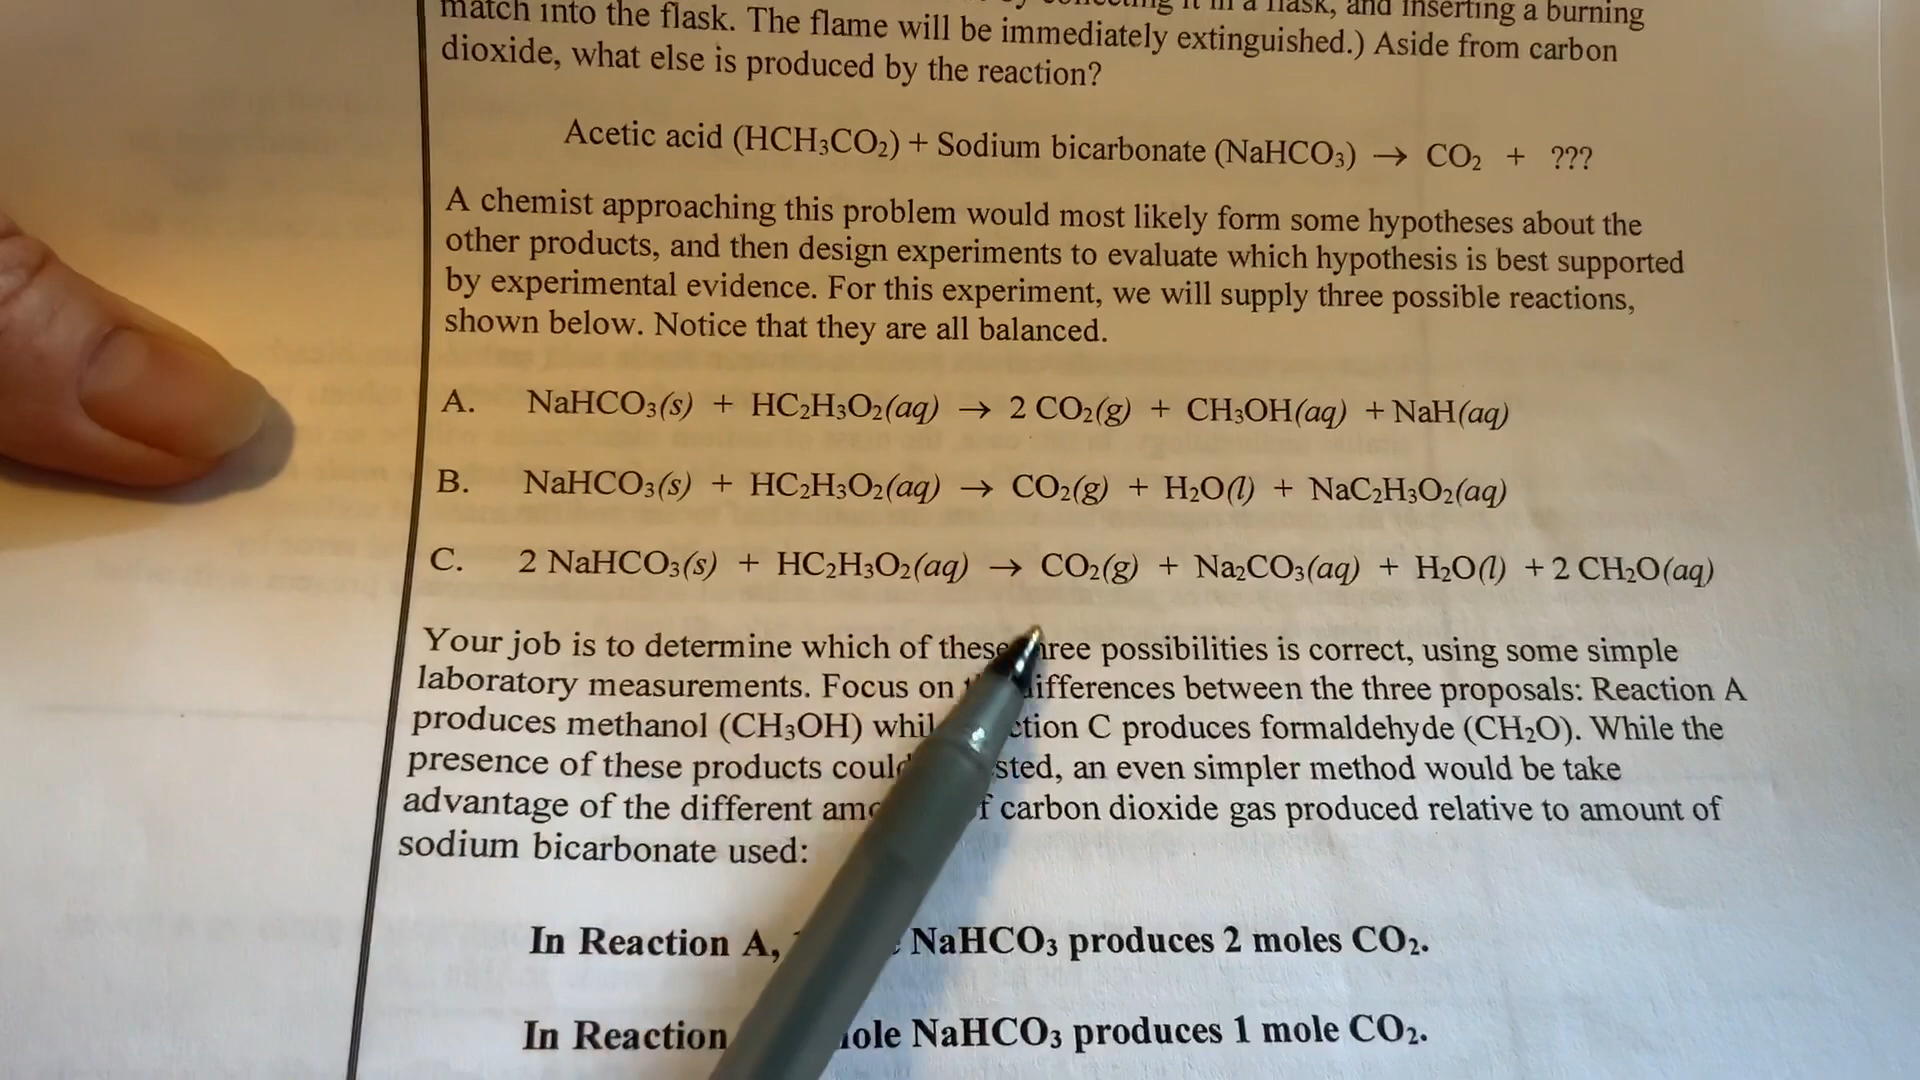 in a flask, and inserting a burning
match into the flask. The flame will be immediately extinguished.) Aside from carbon
dioxide, what else is produced by the reaction?
Acetic acid (HCH₃CO₂) + Sodium bicarbonate (NaHCO₃) → CO₂ + ???
A chemist approaching this problem would most likely form some hypotheses about the
other products, and then design experiments to evaluate which hypothesis is best supported
by experimental evidence. For this experiment, we will supply three possible reactions,
shown below. Notice that they are all balanced.
A. NaHCO₃(s) + HC₂H₃O₂(aq) → 2 CO₂(g) + CH₃OH(aq) + NaH(aq)
B. NaHCO₃(s) + HC₂H₃O₂(aq) → CO₂(g) + H₂O(l) + NaC₂H₃O₂(aq)
C. 2 NaHCO₃(s) + HC₂H₃O₂(aq) → CO₂(g) + Na₂CO₃(aq) + H₂O(l) + 2 CH₂O(aq)
Your job is to determine which of these possibilities is correct, using some simple
laboratory measurements. Focus on differences between the three proposals: Reaction A
produces methanol (CH₃OH) C produces formaldehyde (CH₂O). While the
presence of these products an even simpler method would be take
advantage of the different carbon dioxide gas produced relative to amount of
sodium bicarbonate used:
In Reaction A, NaHCO₃ produces 2 moles CO₂.
In Reaction mole NaHCO₃ produces 1 mole CO₂.